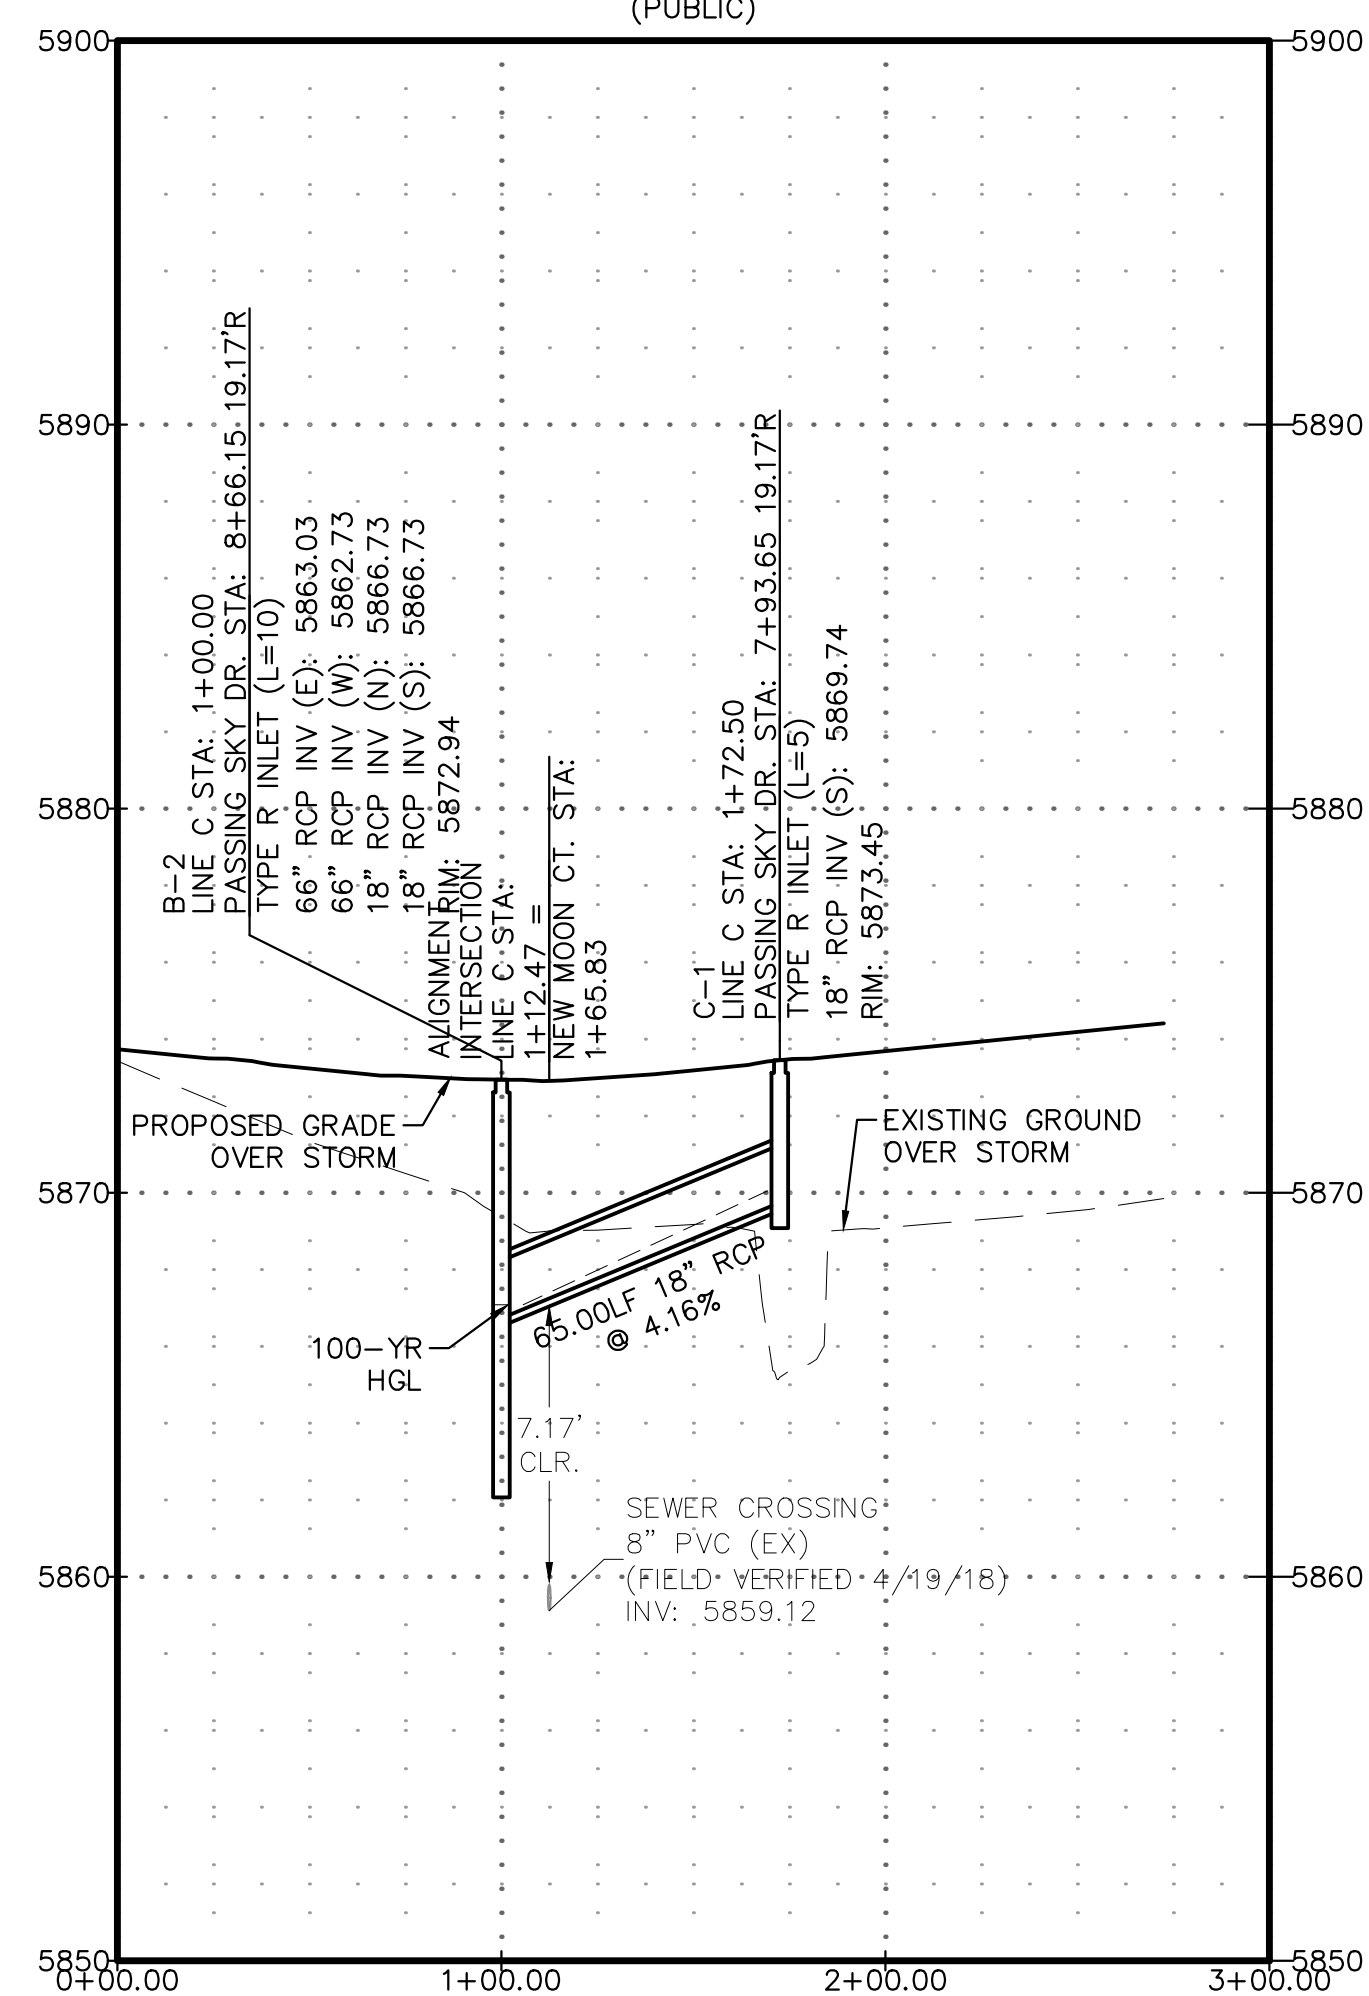 (PUBLIC)
5900
5900
5890
5890
5880
5880
5870
5870
5860
5860
5850
5850
B-2
LINE C STA: 1+00.00
PASSING SKY DR. STA: 8+66.15 19.17'R
TYPE R INLET (L=10)
66" RCP INV (E): 5863.03
66" RCP INV (W): 5862.73
18" RCP INV (N): 5866.73
18" RCP INV (S): 5866.73
RIM: 5872.94
ALIGNMENT
INTERSECTION
LINE C STA:
1+12.47 =
NEW MOON CT. STA:
1+65.83
C-1
LINE C STA: 1+72.50
PASSING SKY DR. STA: 7+93.65 19.17'R
TYPE R INLET (L=5)
18" RCP INV (S): 5869.74
RIM: 5873.45
PROPOSED GRADE
OVER STORM
EXISTING GROUND
OVER STORM
65.00LF 18" RCP
@ 4.16%
100-YR
HGL
7.17'
CLR.
SEWER CROSSING
8" PVC (EX)
(FIELD VERIFIED 4/19/18)
INV: 5859.12
0+00.00
1+00.00
2+00.00
3+00.00